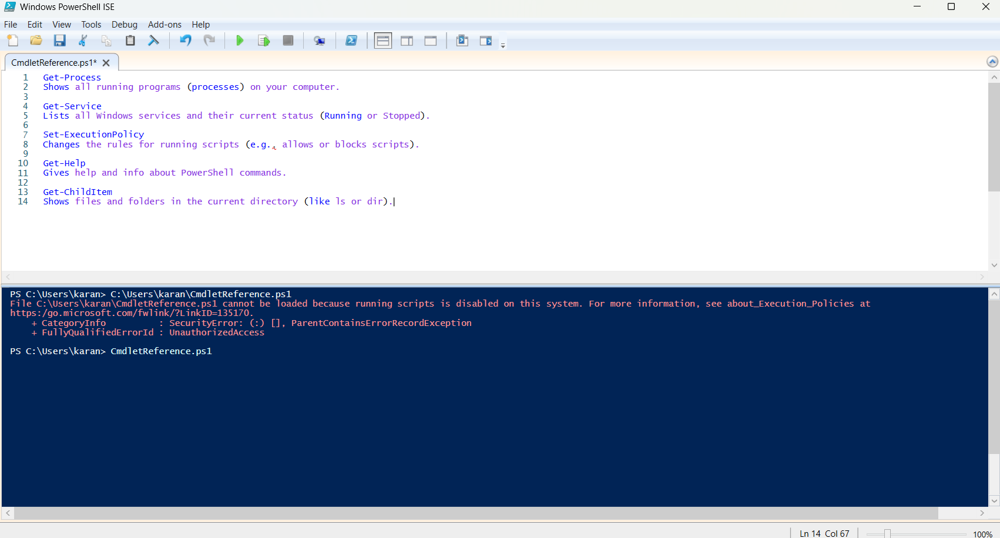 Windows PowerShell ISE
File Edit View Tools Debug Add-ons Help
CmdletReference.ps1*
1 Get-Process
2 Shows all running programs (processes) on your computer.
3
4 Get-Service
5 Lists all Windows services and their current status (Running or Stopped).
6
7 Set-ExecutionPolicy
8 Changes the rules for running scripts (e.g., allows or blocks scripts).
9
10 Get-Help
11 Gives help and info about PowerShell commands.
12
13 Get-ChildItem
14 Shows files and folders in the current directory (like ls or dir).
PS C:\Users\karan> C:\Users\karan\CmdletReference.ps1
File C:\Users\karan\CmdletReference.ps1 cannot be loaded because running scripts is disabled on this system. For more information, see about_Execution_Policies at
https:/go.microsoft.com/fwlink/?LinkID=135170.
+ CategoryInfo : SecurityError: (:) [], ParentContainsErrorRecordException
+ FullyQualifiedErrorId : UnauthorizedAccess
PS C:\Users\karan> CmdletReference.ps1
Ln 14 Col 67 100%